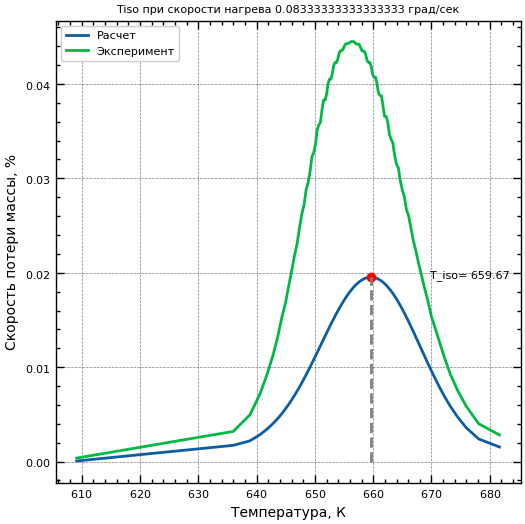 Tiso при скорости нагрева 0.08333333333333333 град/сек
Расчет
Эксперимент
Скорость потери массы, %
0.04
0.03
0.02
0.01
0.00
T_iso= 659.67
610 620 630 640 650 660 670 680
Температура, К